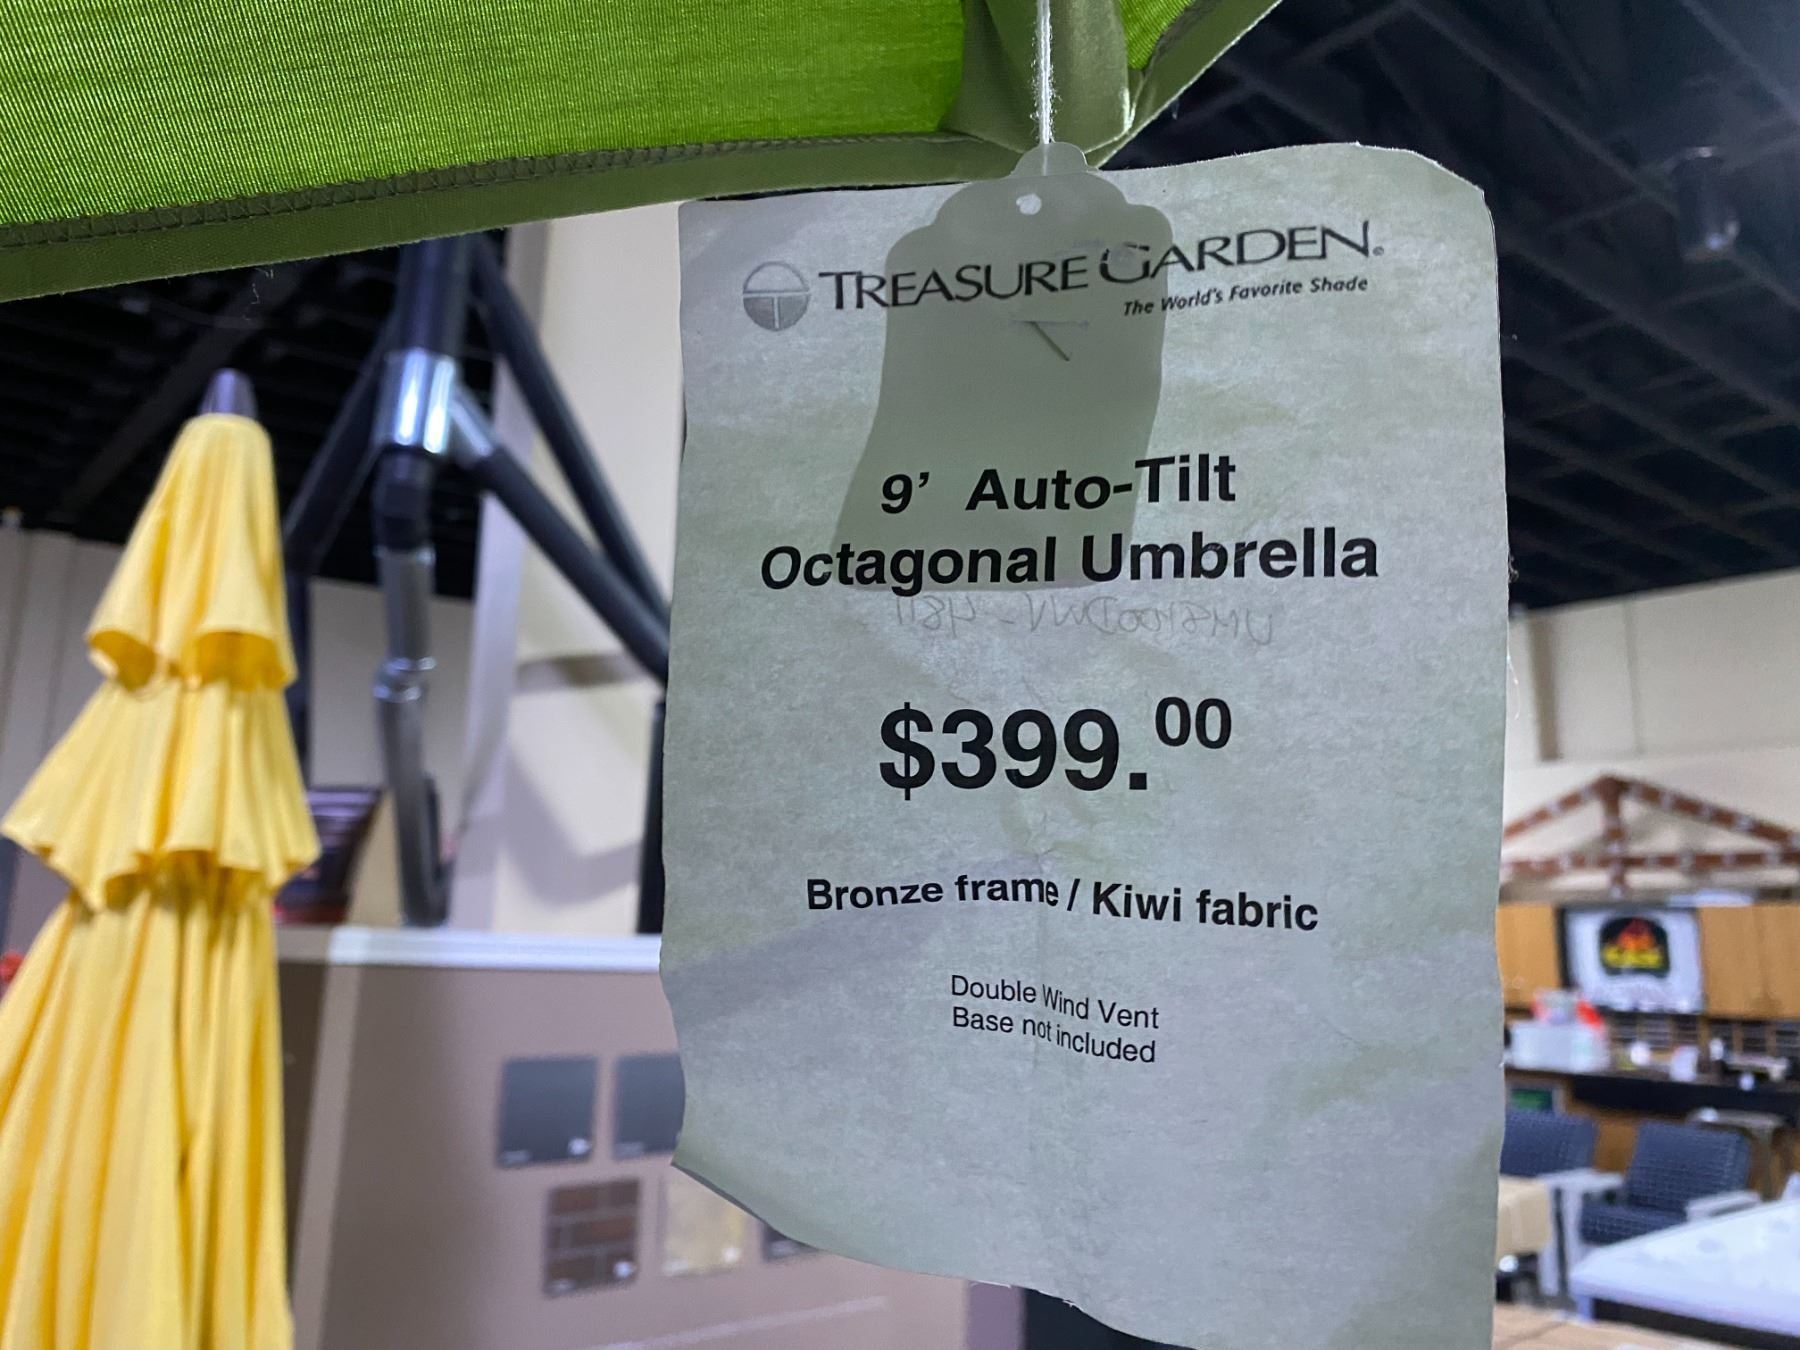 TREASURE GARDEN®
The World's Favorite Shade
9' Auto-Tilt
Octagonal Umbrella
$399.00
Bronze frame / Kiwi fabric
Double Wind Vent
Base not included